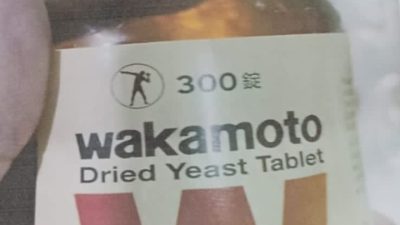 300錠
wakamoto
Dried Yeast Tablet
W